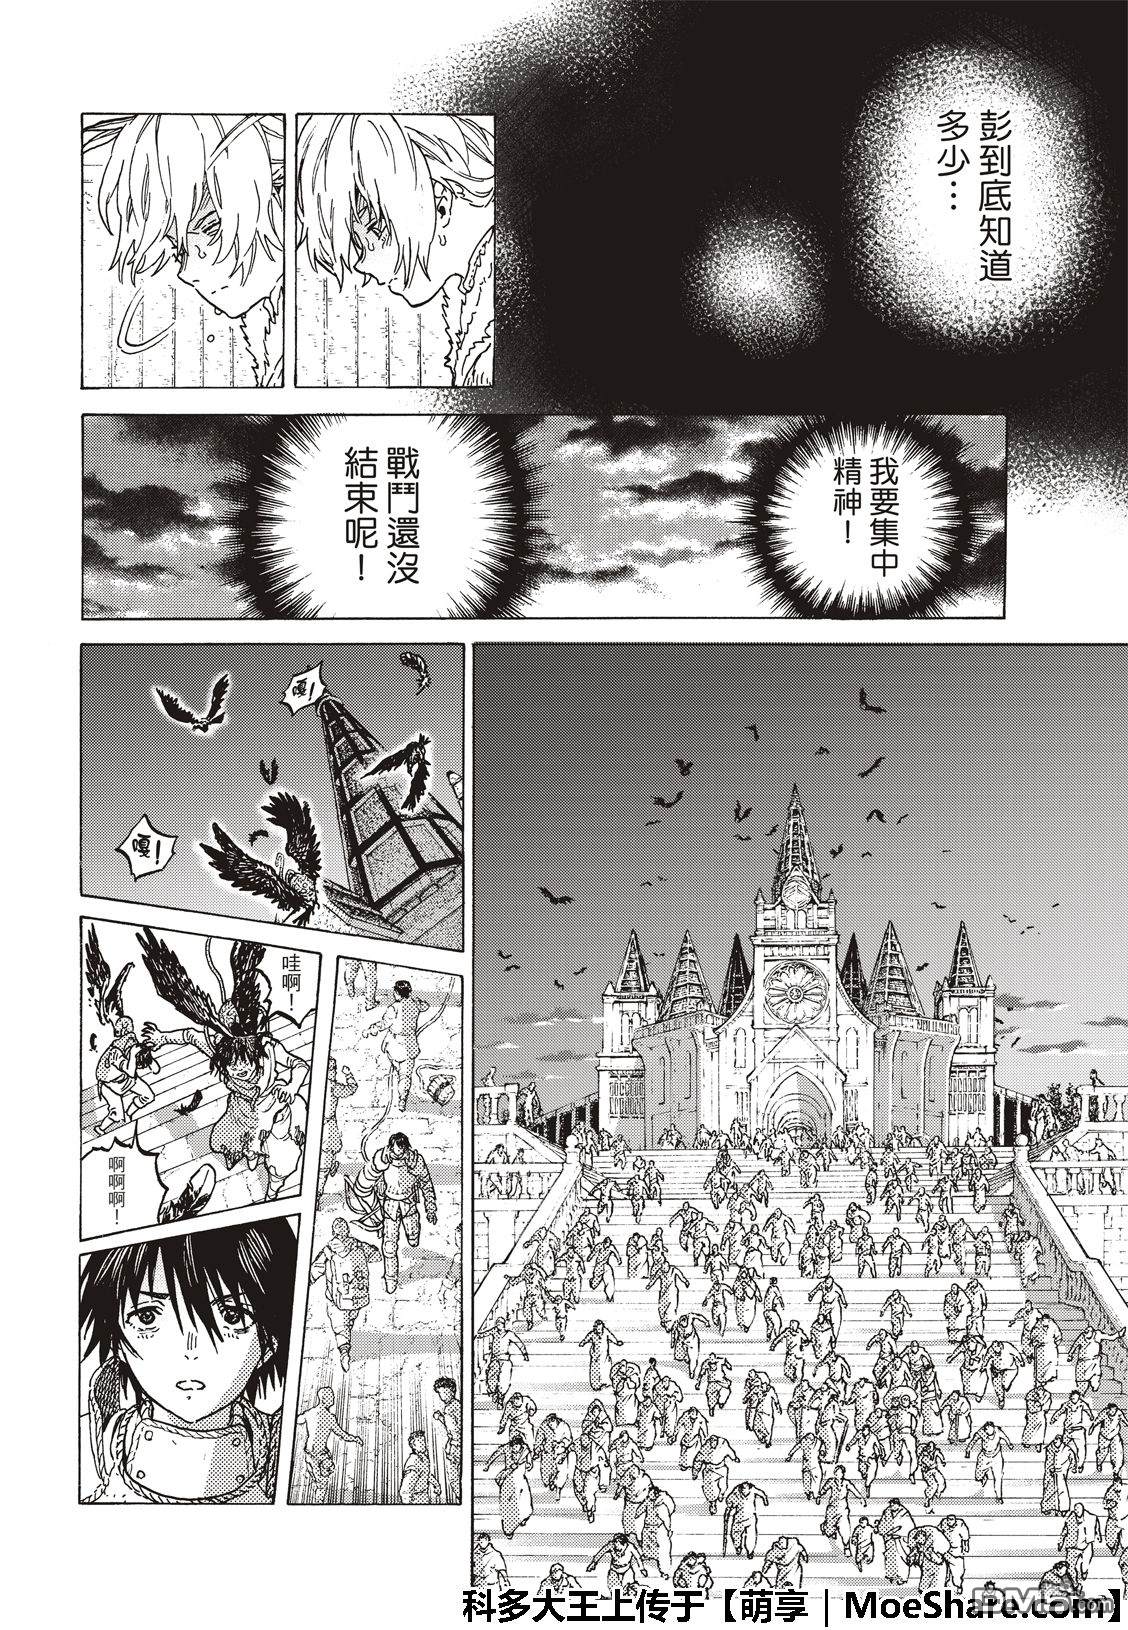 彭到底知道
多少…
我要集中
精神！
戰鬥還沒
結束呢！
嘎！
嘎！
哇啊！
啊啊啊！
科多大王上传于【萌享｜MoeShare.com】